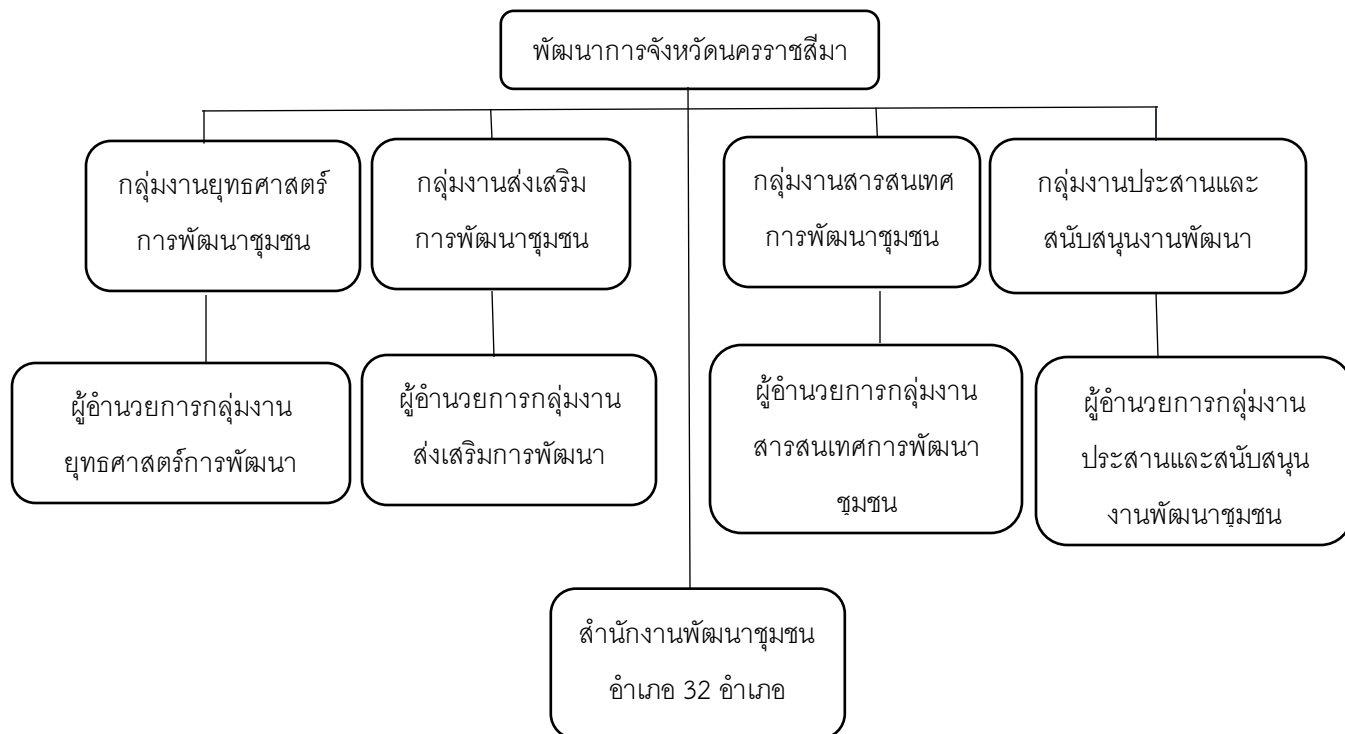 พัฒนาการจังหวัดนครราชสีมา
กลุ่มงานยุทธศาสตร์
การพัฒนาชุมชน
กลุ่มงานส่งเสริม
การพัฒนาชุมชน
กลุ่มงานสารสนเทศ
การพัฒนาชุมชน
กลุ่มงานประสานและ
สนับสนุนงานพัฒนา
ผู้อำนวยการกลุ่มงาน
ยุทธศาสตร์การพัฒนา
ผู้อำนวยการกลุ่มงาน
ส่งเสริมการพัฒนา
ผู้อำนวยการกลุ่มงาน
สารสนเทศการพัฒนา
ชุมชน
ผู้อำนวยการกลุ่มงาน
ประสานและสนับสนุน
งานพัฒนาชุมชน
สำนักงานพัฒนาชุมชน
อำเภอ 32 อำเภอ